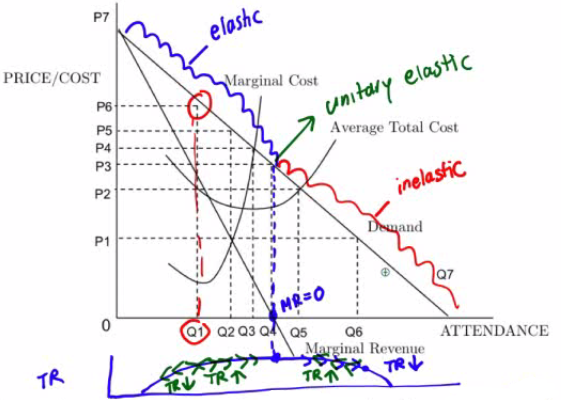 P7
elastc
PRICE/COST
Marginal Cost
unitary elastic
P6
P5
Average Total Cost
P4
P3
inelastic
P2
Demand
P1
Q7
MR=0
0
Q1 Q2 Q3 Q4 Q5 Q6
ATTENDANCE
Marginal Revenue
TR
TR↓ TR↑ TR↑ TR↓